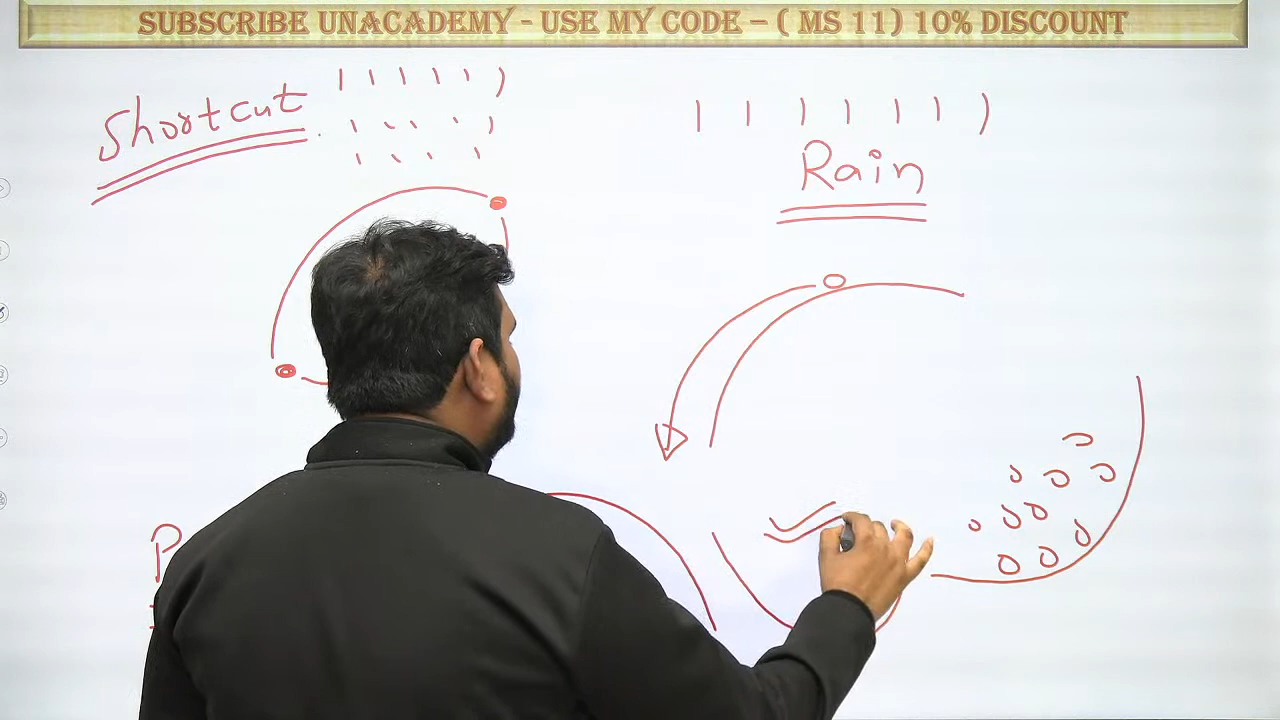 SUBSCRIBE UNACADEMY - USE MY CODE – ( MS 11) 10% DISCOUNT
Shortcut
Rain
P